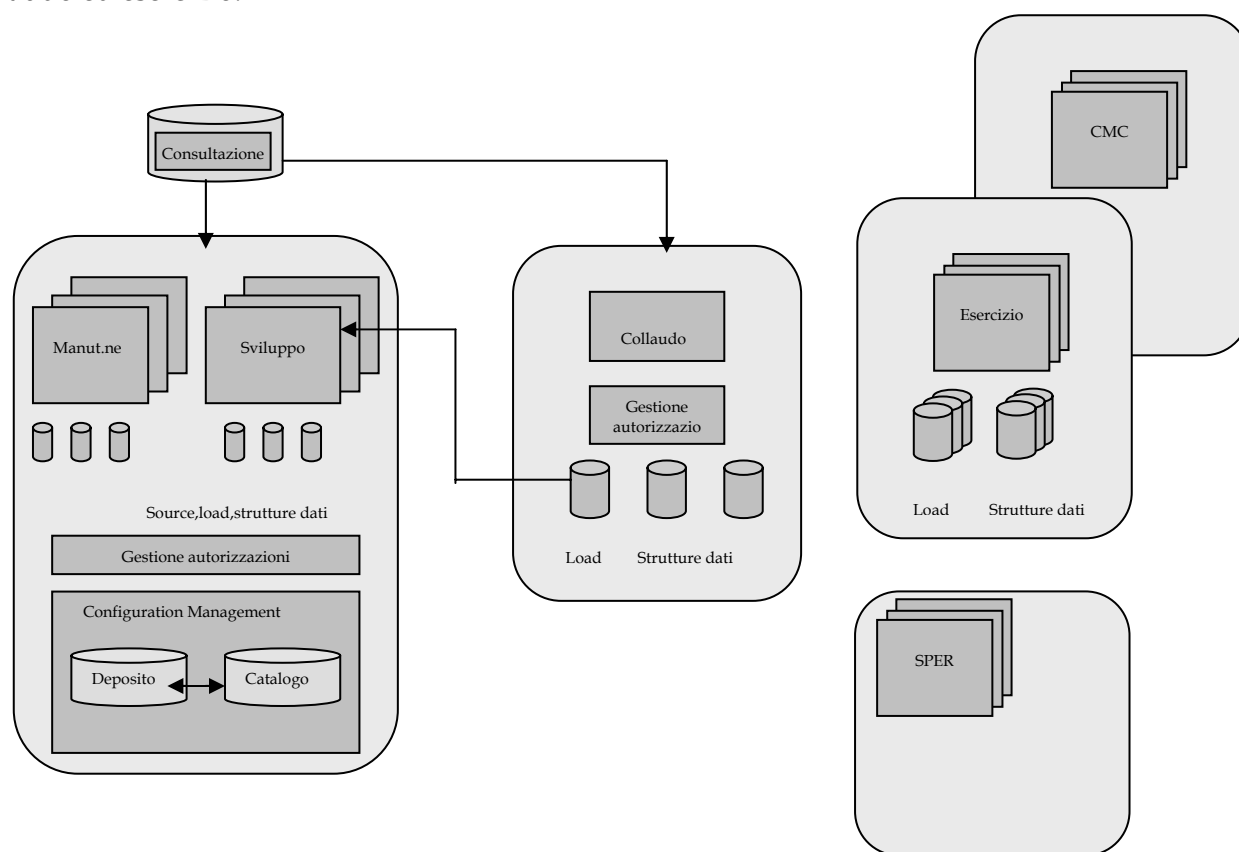 CMC
Consultazione
Esercizio
Manut.ne
Sviluppo
Collaudo
Gestione
autorizzazio
Load
Strutture dati
Source,load,strutture dati
Gestione autorizzazioni
Load
Strutture dati
Configuration Management
Deposito
Catalogo
SPER